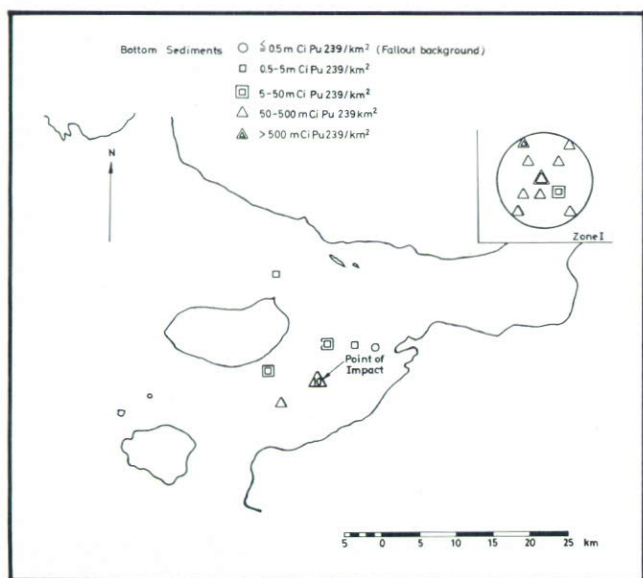 Bottom Sediments ≦ 0.5 m Ci Pu 239/km² (Fallout background)
0.5-5m Ci Pu 239/km²
5-50 m Ci Pu 239/km²
50-500 m Ci Pu 239 km²
> 500 m Ci Pu 239/km²
N
Zone I
Point of
Impact
5 0 5 10 15 20 25 km